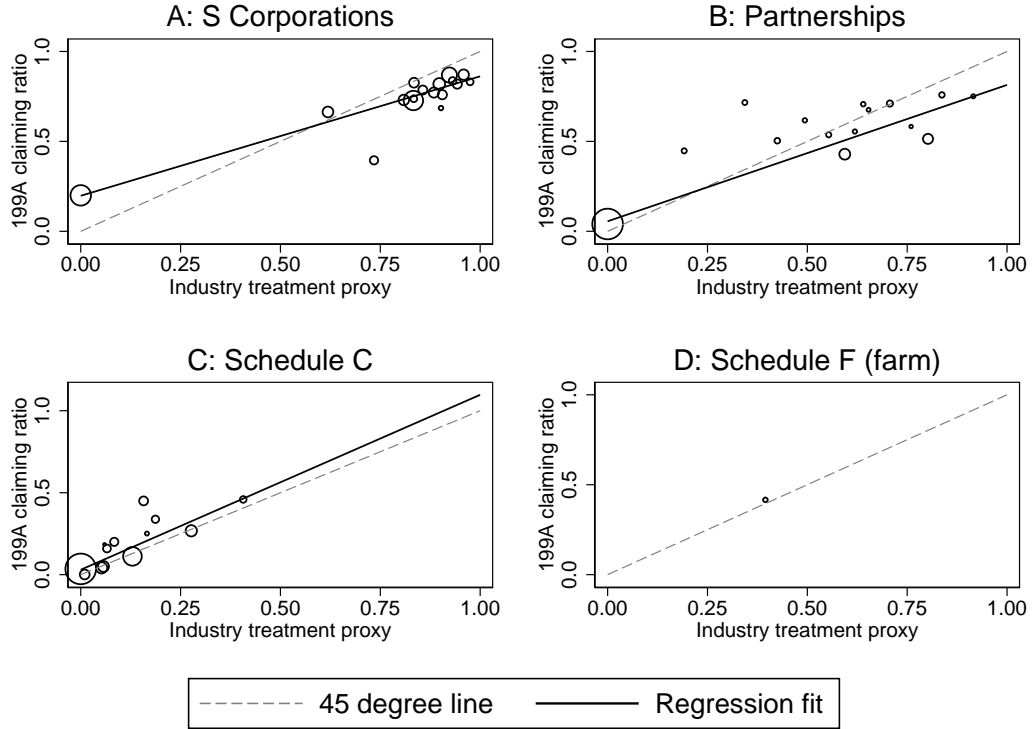 A: S Corporations
199A claiming ratio
1.0
0.5
0.0
0.00 0.25 0.50 0.75 1.00
Industry treatment proxy
B: Partnerships
199A claiming ratio
1.0
0.5
0.0
0.00 0.25 0.50 0.75 1.00
Industry treatment proxy
C: Schedule C
199A claiming ratio
1.0
0.5
0.0
0.00 0.25 0.50 0.75 1.00
Industry treatment proxy
D: Schedule F (farm)
199A claiming ratio
1.0
0.5
0.0
0.00 0.25 0.50 0.75 1.00
Industry treatment proxy
45 degree line Regression fit